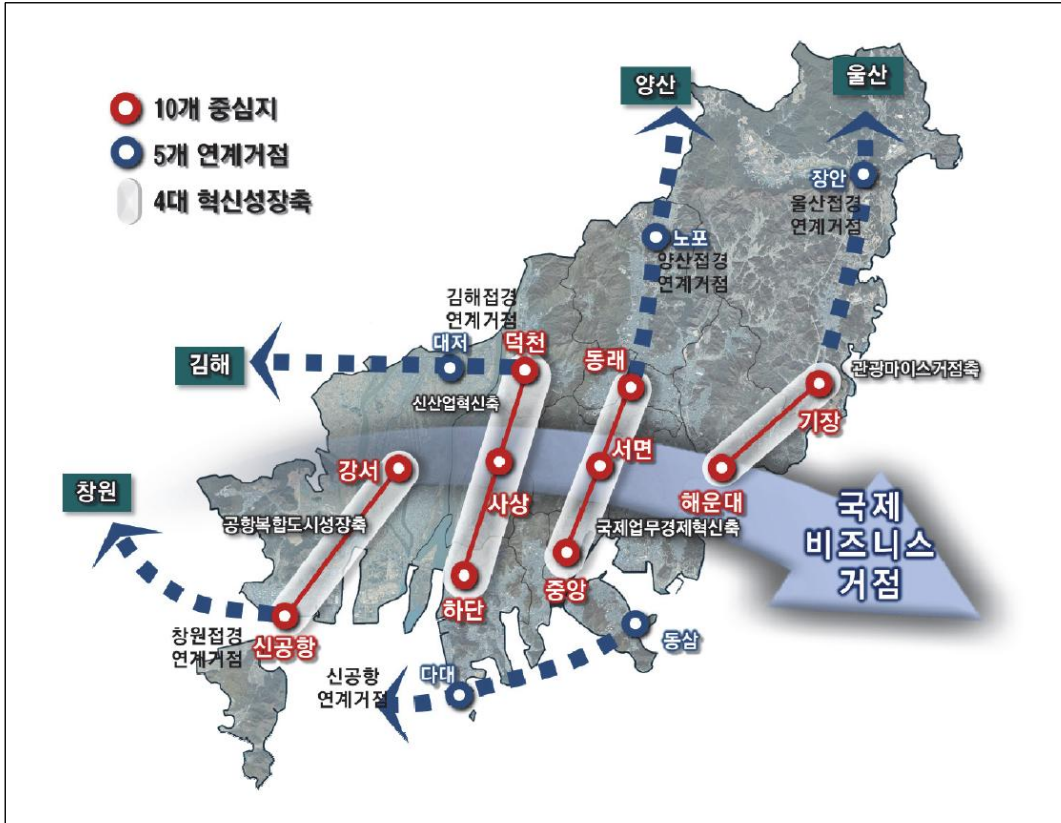 10개 중심지
5개 연계거점
4대 혁신성장축
양산
울산
장안
울산접경
연계거점
노포
양산접경
연계거점
김해접경
연계거점
대저
덕천
동래
김해
신산업혁신축
관광마이스거점축
기장
강서
사상
서면
해운대
창원
공항복합도시성장축
국제업무경제혁신축
국제
비즈니스
거점
하단
중앙
신공항
창원접경
연계거점
동삼
신공항
연계거점
다대